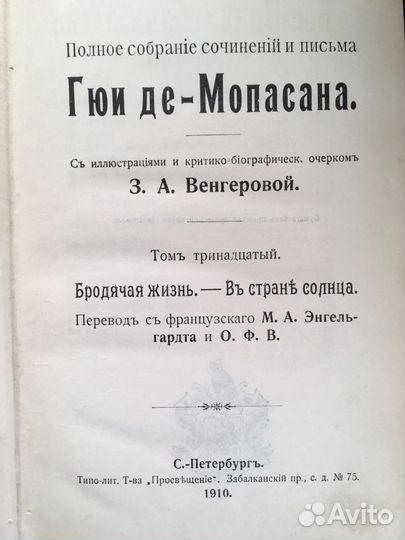 Полное собраніе сочиненій и письма
Гюи де-Мопасана.
Съ иллюстраціями и критико-біографическ. очеркомъ
З. А. Венгеровой.
Томъ тринадцатый.
Бродячая жизнь. — Въ странѣ солнца.
Переводъ съ французскаго М. А. Энгель-
гардта и О. Ф. В.
С.-Петербургъ.
Типо-лит. Т-ва „Просвѣщеніе“. Забалканскій пр., с. д. № 75.
1910.
Avito